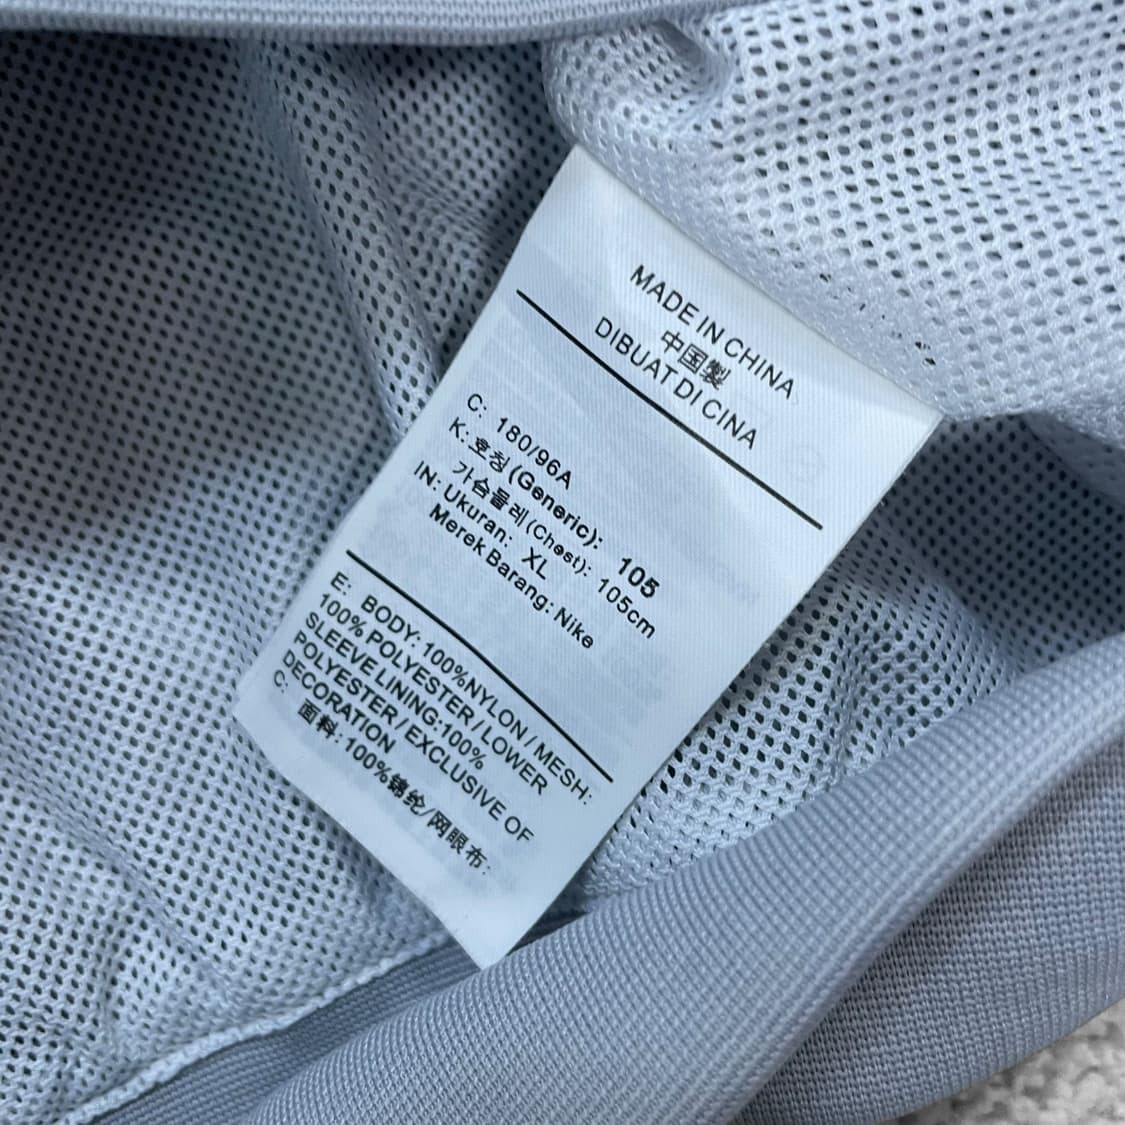 MADE IN CHINA
中国製
DIBUAT DI CINA
C: 180/96A
K: 호칭(Generic): 105
가슴둘레(Chest): 105cm
IN: Ukuran: XL
Merek Barang: Nike
E: BODY: 100%NYLON / MESH:
100% POLYESTER / LOWER
SLEEVE LINING:100%
POLYESTER / EXCLUSIVE OF
DECORATION
C: 面料:100%锦纶/网眼布: